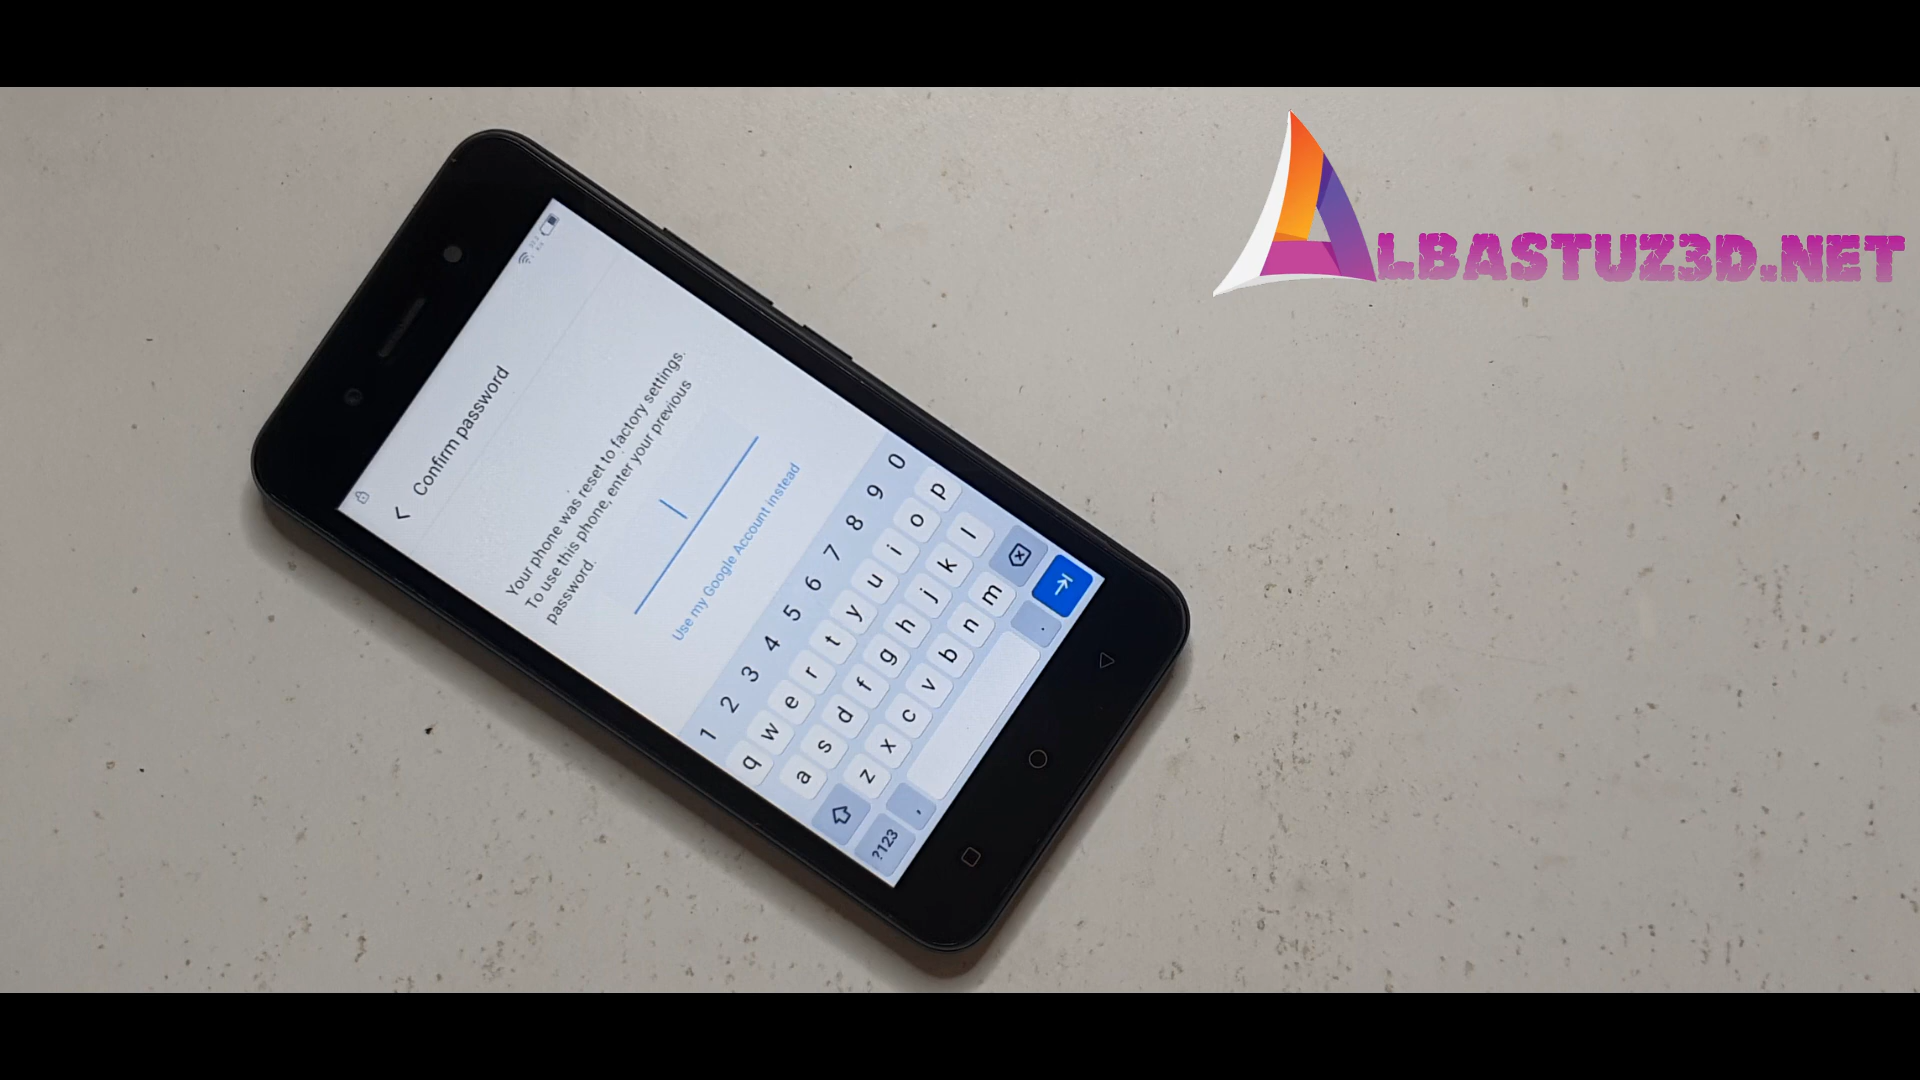 ALBASTUZ3D.NET
Confirm password
Your phone was reset to factory settings.
To use this phone, enter your previous
password.
Use my Google Account instead
1 2 3 4 5 6 7 8 9 0
q w e r t y u i o p
a s d f g h j k l
z x c v b n m
?123 , .